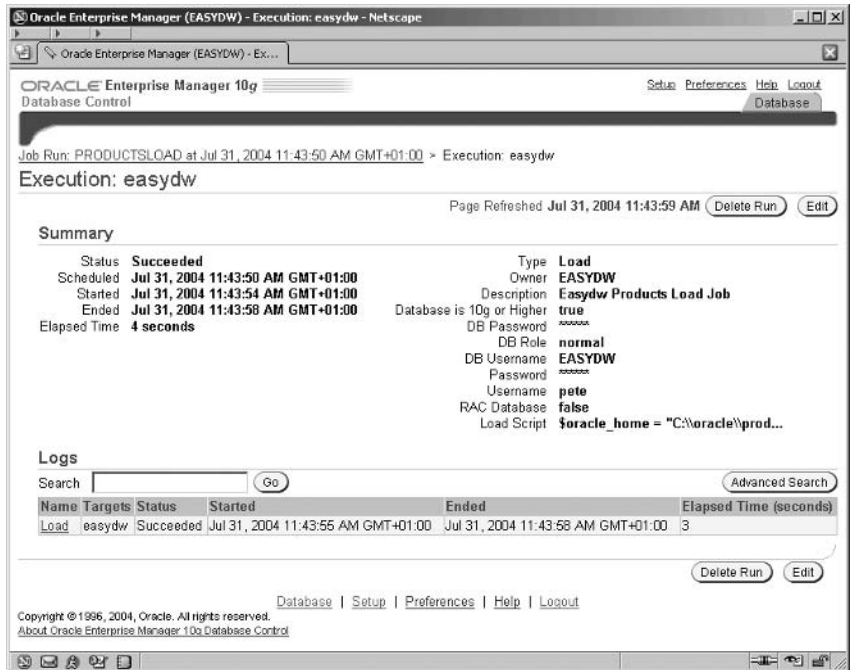 Oracle Enterprise Manager (EASYDW) - Execution: easydw - Netscape
Oracle Enterprise Manager (EASYDW) - Ex...
ORACLE Enterprise Manager 10g
Database Control
Setup Preferences Help Logout
Database
Job Run: PRODUCTSLOAD at Jul 31, 2004 11:43:50 AM GMT+01:00 > Execution: easydw
Execution: easydw
Page Refreshed Jul 31, 2004 11:43:59 AM Delete Run Edit
Summary
Status Succeeded
Scheduled Jul 31, 2004 11:43:50 AM GMT+01:00
Started Jul 31, 2004 11:43:54 AM GMT+01:00
Ended Jul 31, 2004 11:43:58 AM GMT+01:00
Elapsed Time 4 seconds
Type Load
Owner EASYDW
Description Easydw Products Load Job
Database is 10g or Higher true
DB Password ******
DB Role normal
DB Username EASYDW
Password ******
Username pete
RAC Database false
Load Script $oracle_home = "C:\\oracle\\prod...
Logs
Search Go Advanced Search
Name Targets Status Started Ended Elapsed Time (seconds)
Load easydw Succeeded Jul 31, 2004 11:43:55 AM GMT+01:00 Jul 31, 2004 11:43:58 AM GMT+01:00 3
Delete Run Edit
Database | Setup | Preferences | Help | Logout
Copyright © 1996, 2004, Oracle. All rights reserved.
About Oracle Enterprise Manager 10g Database Control